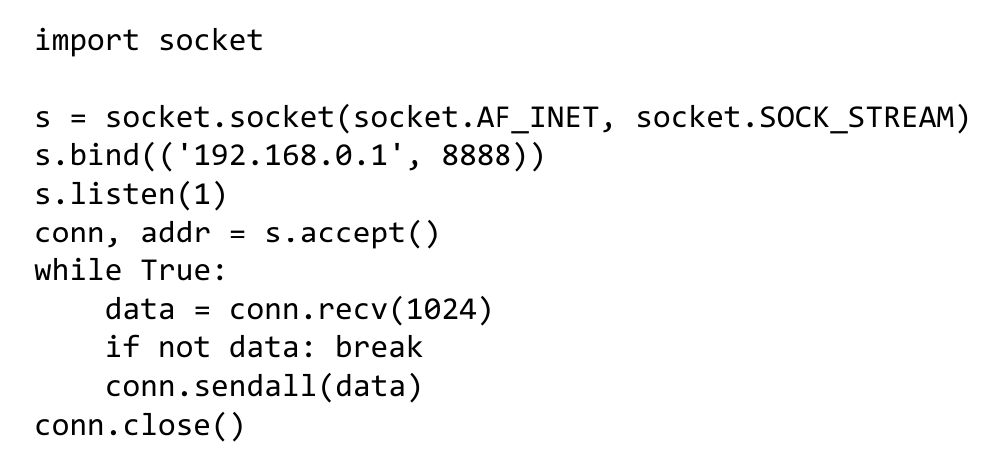 import socket

s = socket.socket(socket.AF_INET, socket.SOCK_STREAM)
s.bind(('192.168.0.1', 8888))
s.listen(1)
conn, addr = s.accept()
while True:
    data = conn.recv(1024)
    if not data: break
    conn.sendall(data)
conn.close()